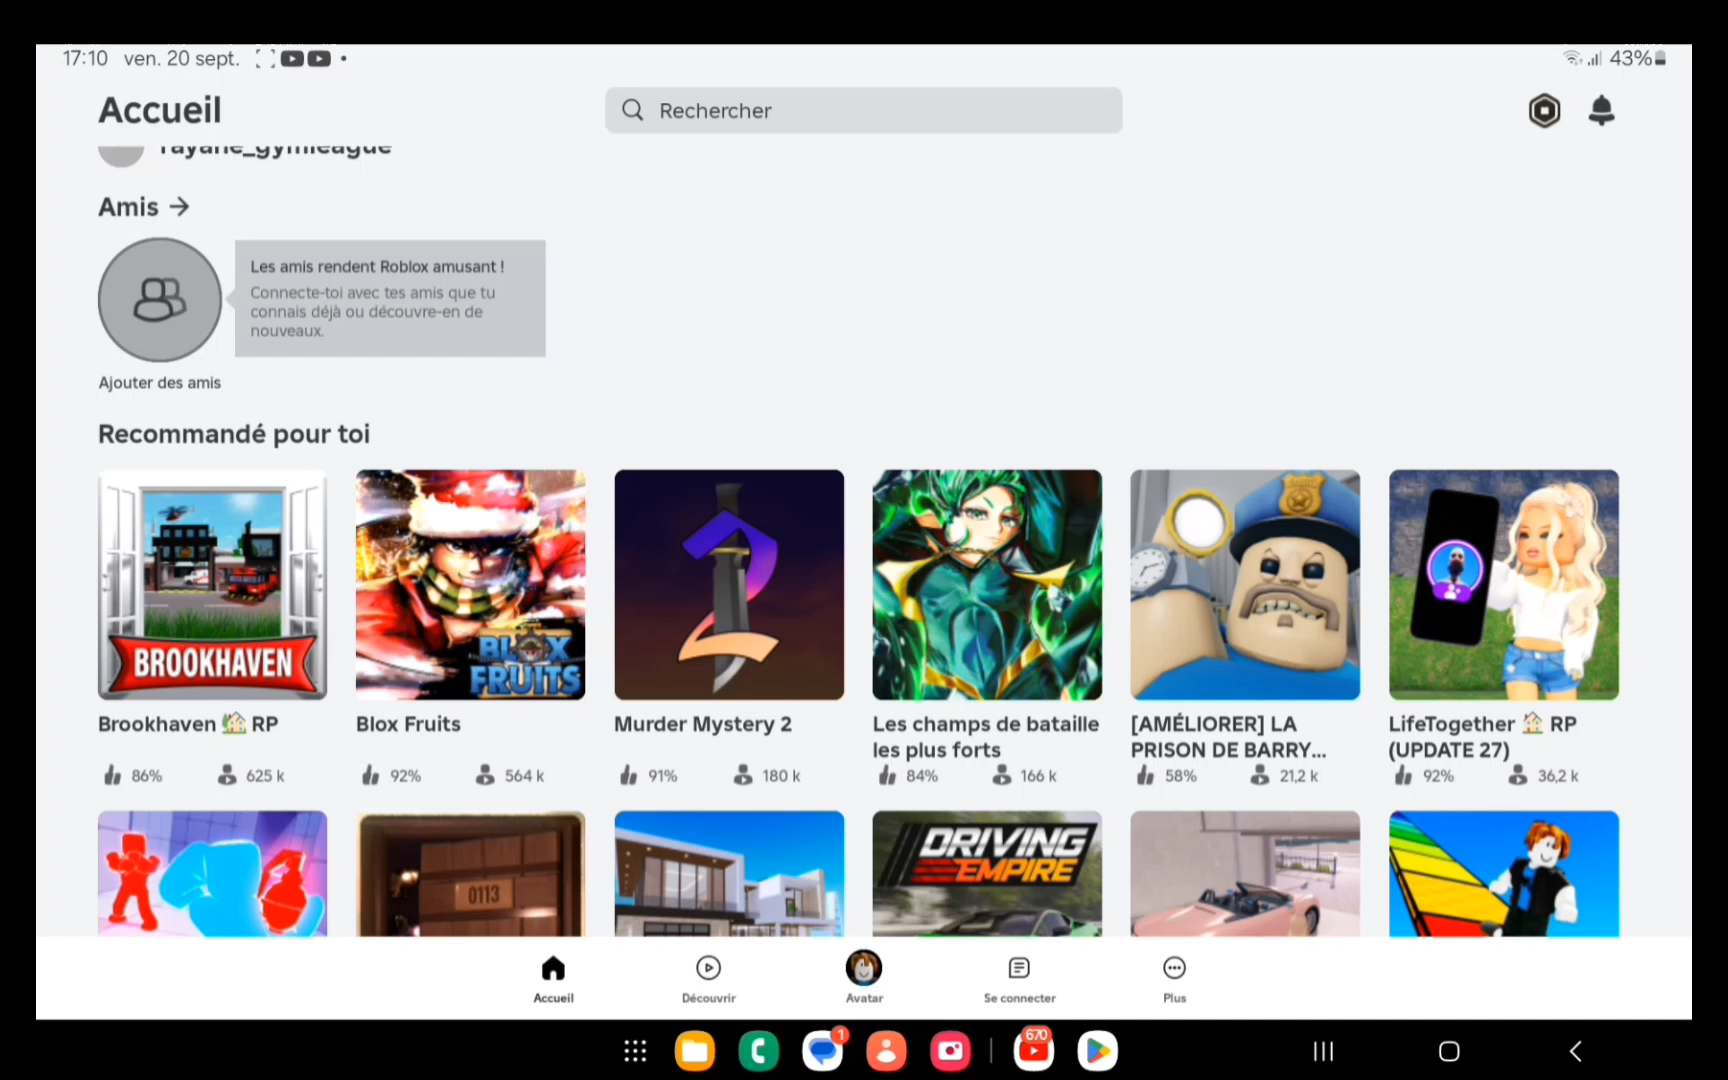 17:10 ven. 20 sept.
43%
Accueil
Rechercher
rayane_gymleague
Amis
Les amis rendent Roblox amusant !
Connecte-toi avec tes amis que tu
connais déjà ou découvre-en de
nouveaux.
Ajouter des amis
Recommandé pour toi
BROOKHAVEN
BLOX
FRUITS
Brookhaven 🏡 RP
Blox Fruits
Murder Mystery 2
Les champs de bataille
les plus forts
[AMÉLIORER] LA
PRISON DE BARRY...
LifeTogether 🏠 RP
(UPDATE 27)
86% 625 k
92% 564 k
91% 180 k
84% 166 k
58% 21,2 k
92% 36,2 k
0113
DRIVING
EMPIRE
Accueil
Découvrir
Avatar
Se connecter
Plus
1
670